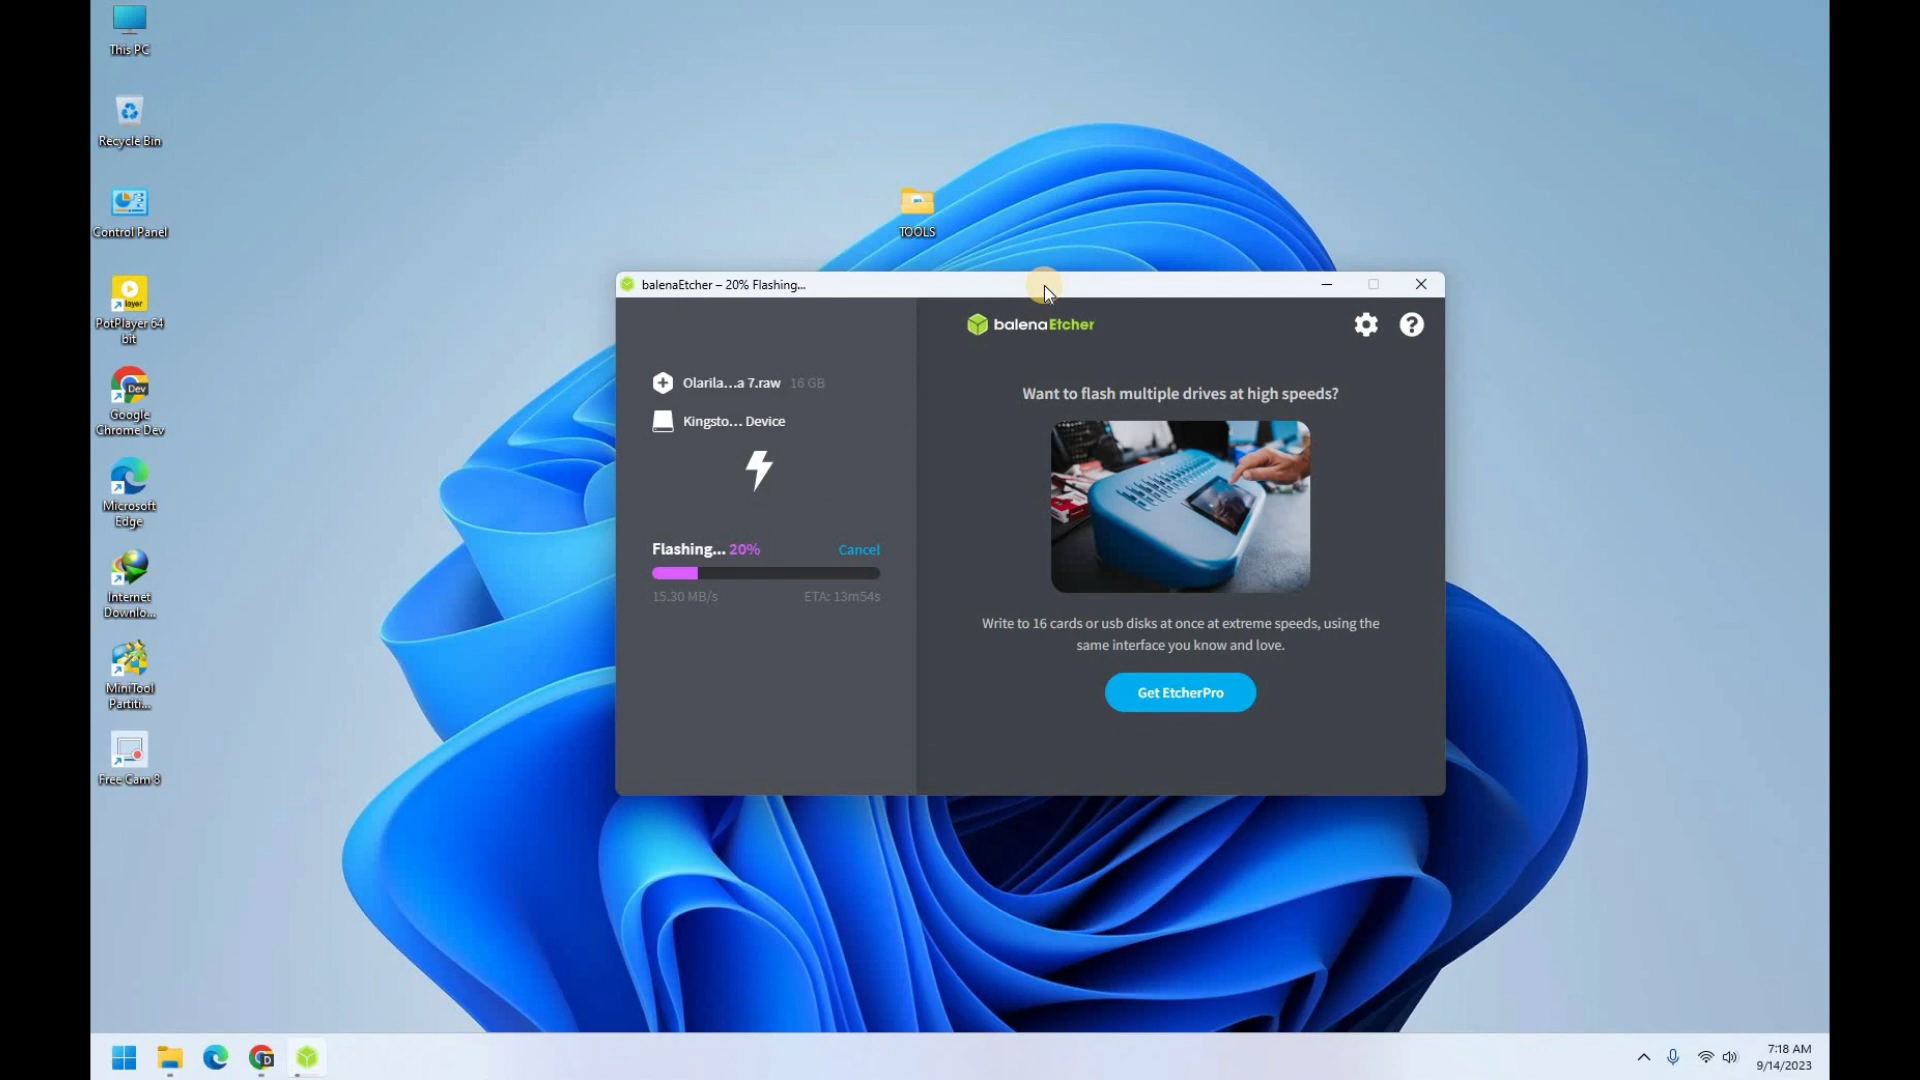 This PC
Recycle Bin
Control Panel
layer
PotPlayer 64
bit
Dev
Google
Chrome Dev
Microsoft
Edge
Internet
Downlo...
MiniTool
Partiti...
Free Cam 8
TOOLS
balenaEtcher – 20% Flashing...
balenaEtcher
Olarila...a 7.raw 16 GB
Kingsto... Device
Flashing... 20% Cancel
15.30 MB/s ETA: 13m54s
Want to flash multiple drives at high speeds?
Write to 16 cards or usb disks at once at extreme speeds, using the
same interface you know and love.
Get EtcherPro
7:18 AM
9/14/2023